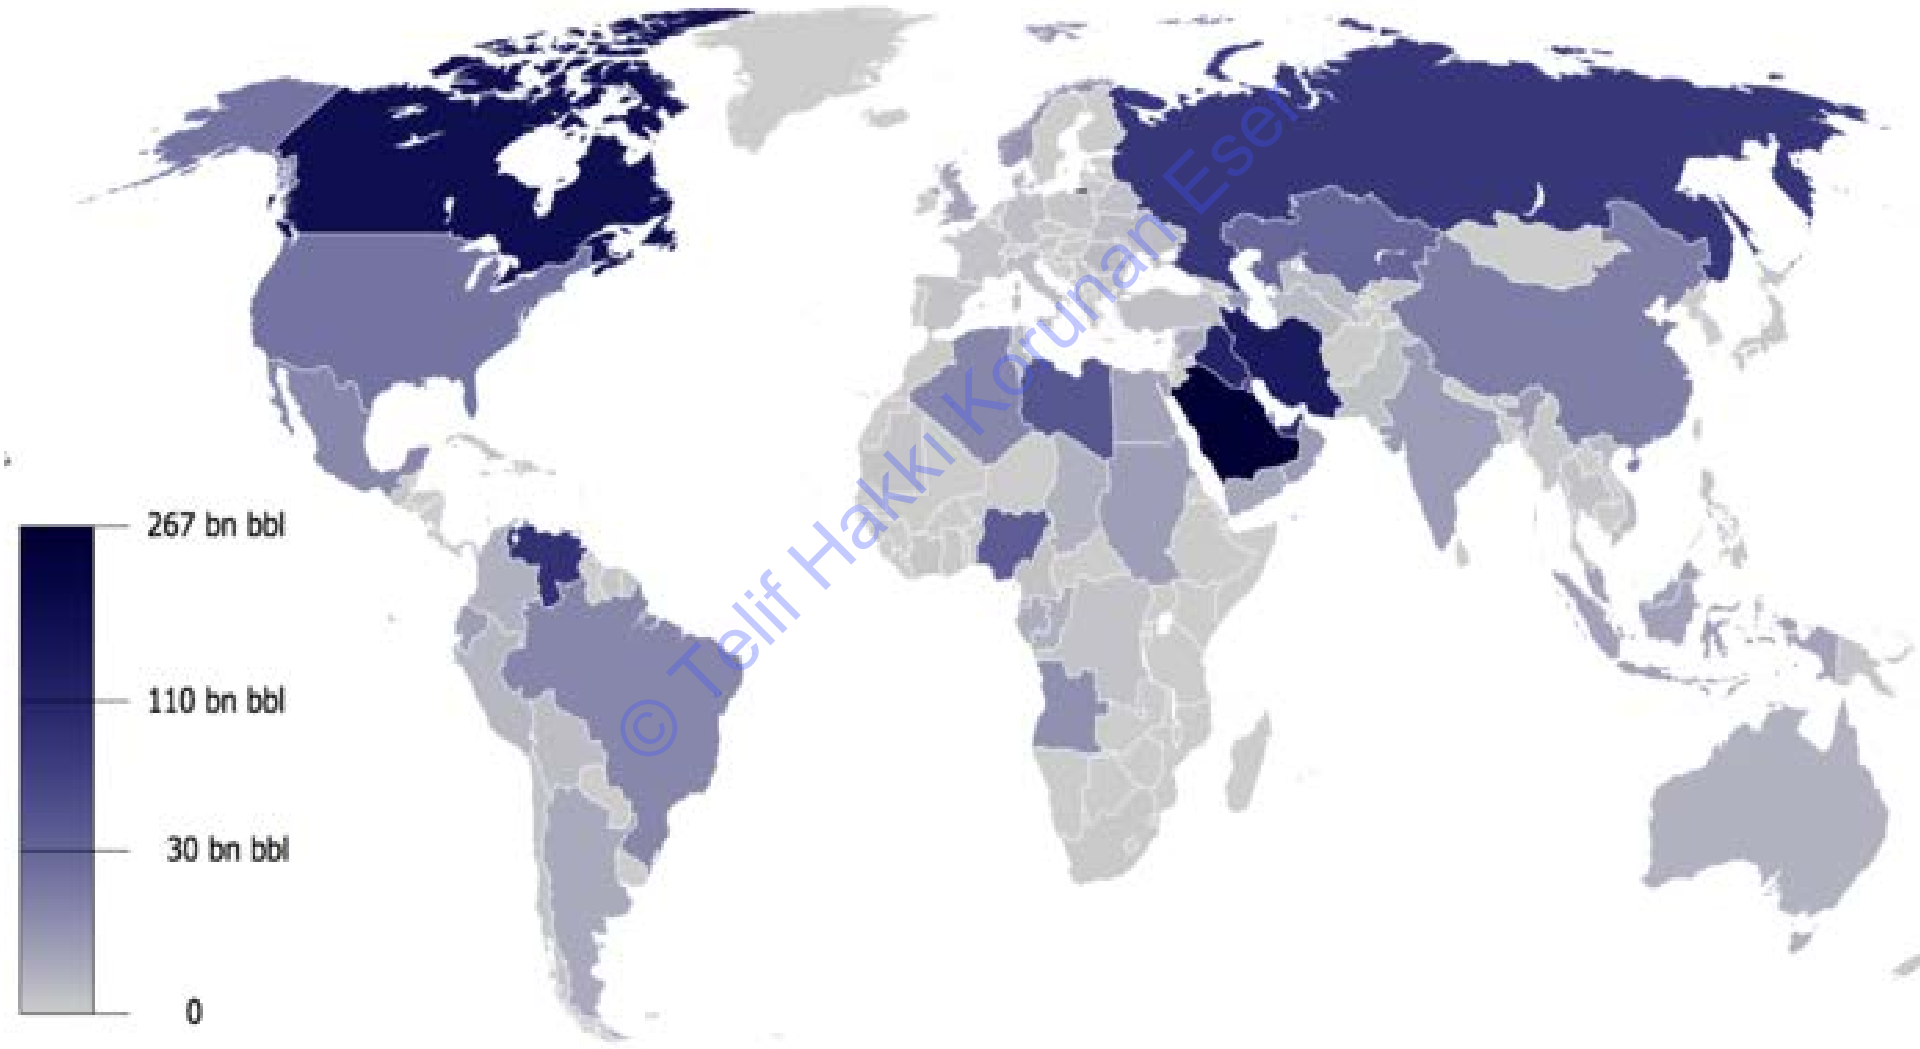 267 bn bbl
110 bn bbl
30 bn bbl
0
© Telif Hakkı Korunan Eser